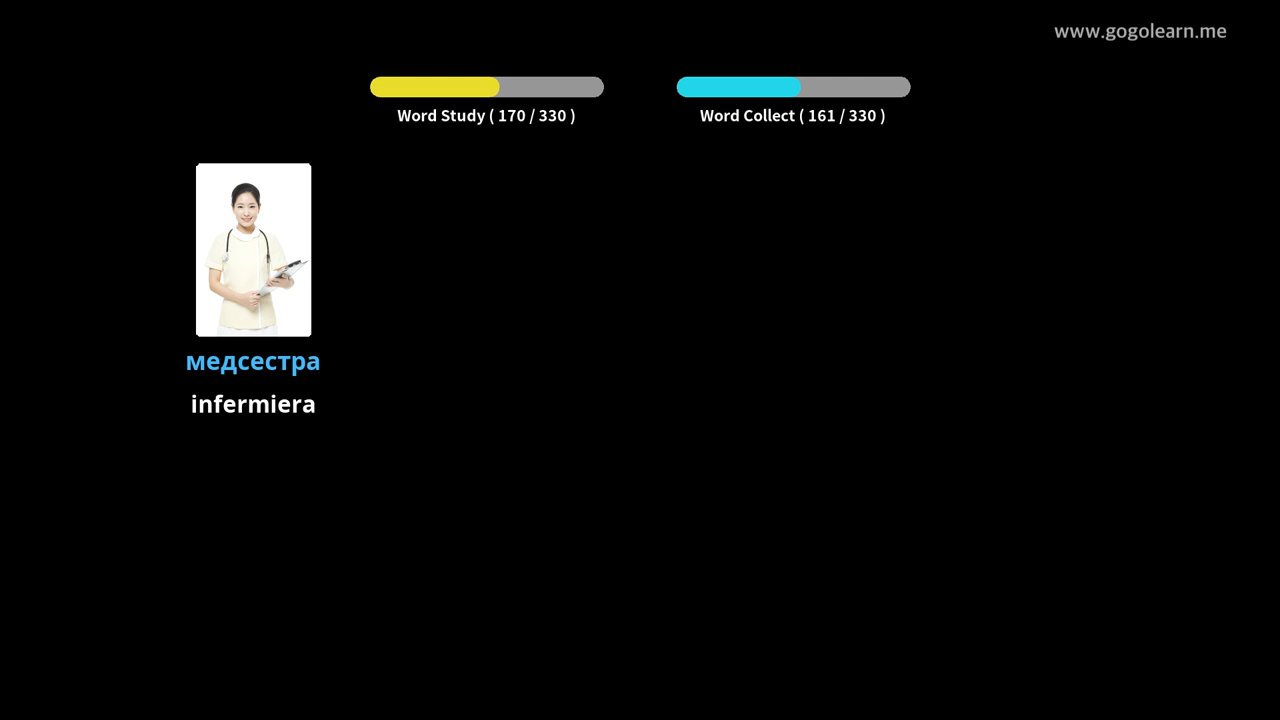 www.gogolearn.me
Word Study ( 170 / 330 )
Word Collect ( 161 / 330 )
медсестра
infermiera